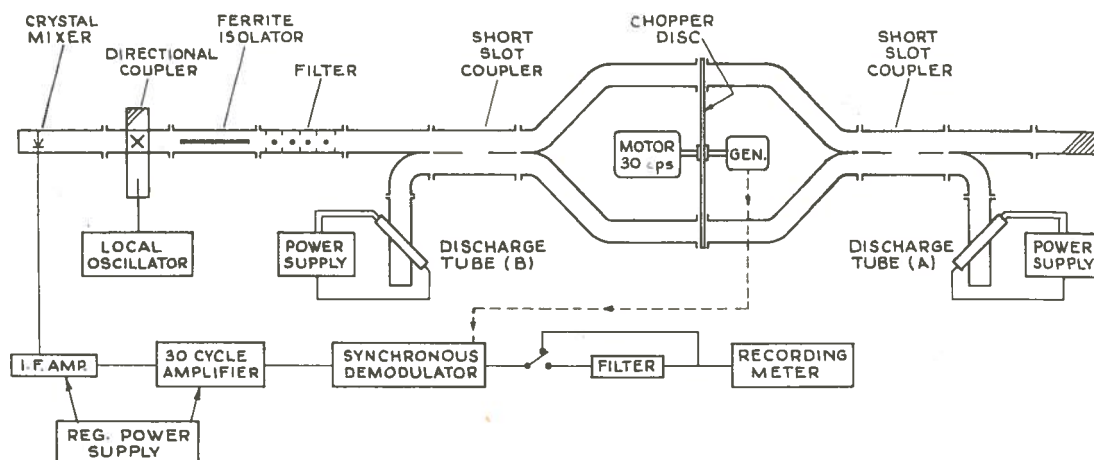 CRYSTAL
MIXER
DIRECTIONAL
COUPLER
FERRITE
ISOLATOR
FILTER
SHORT
SLOT
COUPLER
CHOPPER
DISC
SHORT
SLOT
COUPLER
MOTOR
30 cps
GEN.
LOCAL
OSCILLATOR
POWER
SUPPLY
DISCHARGE
TUBE (B)
DISCHARGE
TUBE (A)
POWER
SUPPLY
I.F. AMP.
30 CYCLE
AMPLIFIER
SYNCHRONOUS
DEMODULATOR
FILTER
RECORDING
METER
REG. POWER
SUPPLY